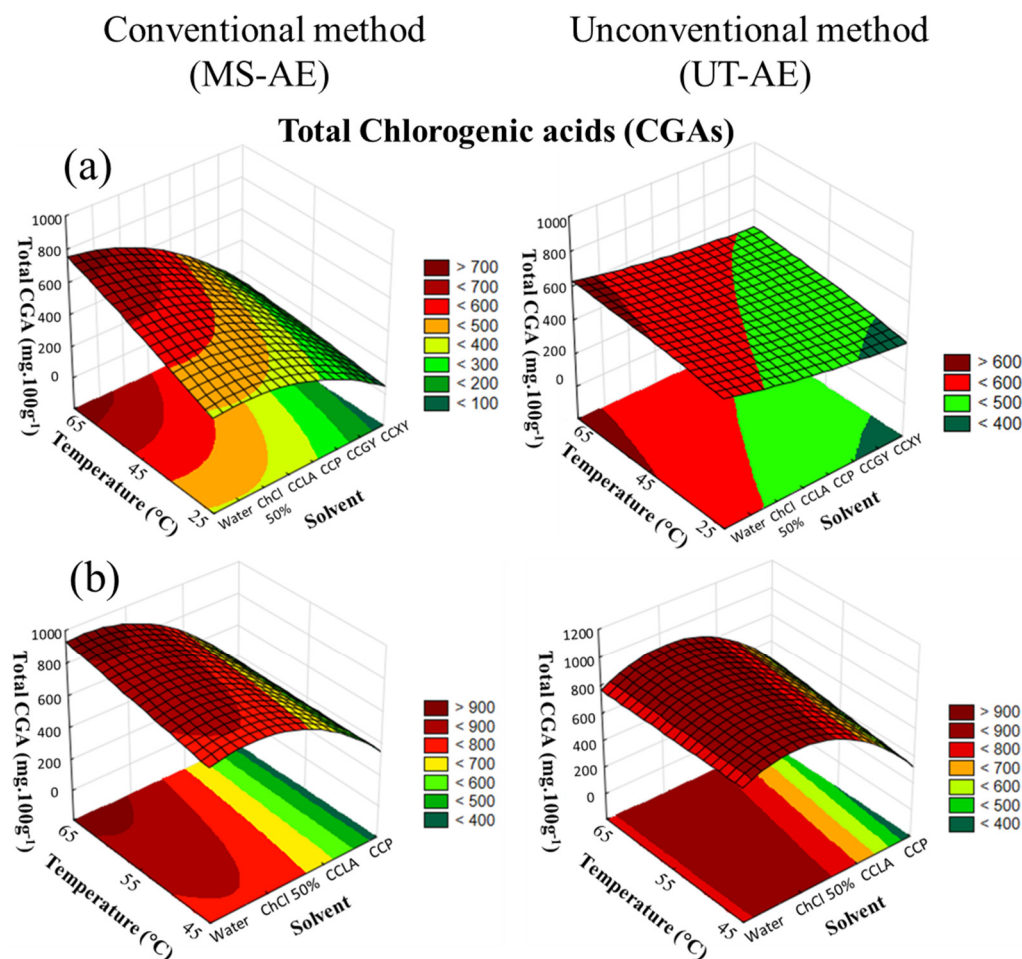 Conventional method
(MS-AE)
Unconventional method
(UT-AE)
Total Chlorogenic acids (CGAs)
(a)
Total CGA (mg.100g⁻¹)
1000
800
600
400
200
0
65
45
25
Temperature (°C)
Water
ChCl
50%
CCLA
CCP
CCGY
CCXY
Solvent
> 700
< 700
< 600
< 500
< 400
< 300
< 200
< 100
Total CGA (mg.100g⁻¹)
1000
800
600
400
200
0
65
45
25
Temperature (°C)
Water
ChCl
50%
CCLA
CCP
CCGY
CCXY
Solvent
> 600
< 600
< 500
< 400
(b)
Total CGA (mg.100g⁻¹)
1000
800
600
400
200
0
65
55
45
Temperature (°C)
Water
ChCl 50%
CCLA
CCP
Solvent
> 900
< 900
< 800
< 700
< 600
< 500
< 400
Total CGA (mg.100g⁻¹)
1200
1000
800
600
400
200
0
65
55
45
Temperature (°C)
Water
ChCl 50%
CCLA
CCP
Solvent
> 900
< 900
< 800
< 700
< 600
< 500
< 400